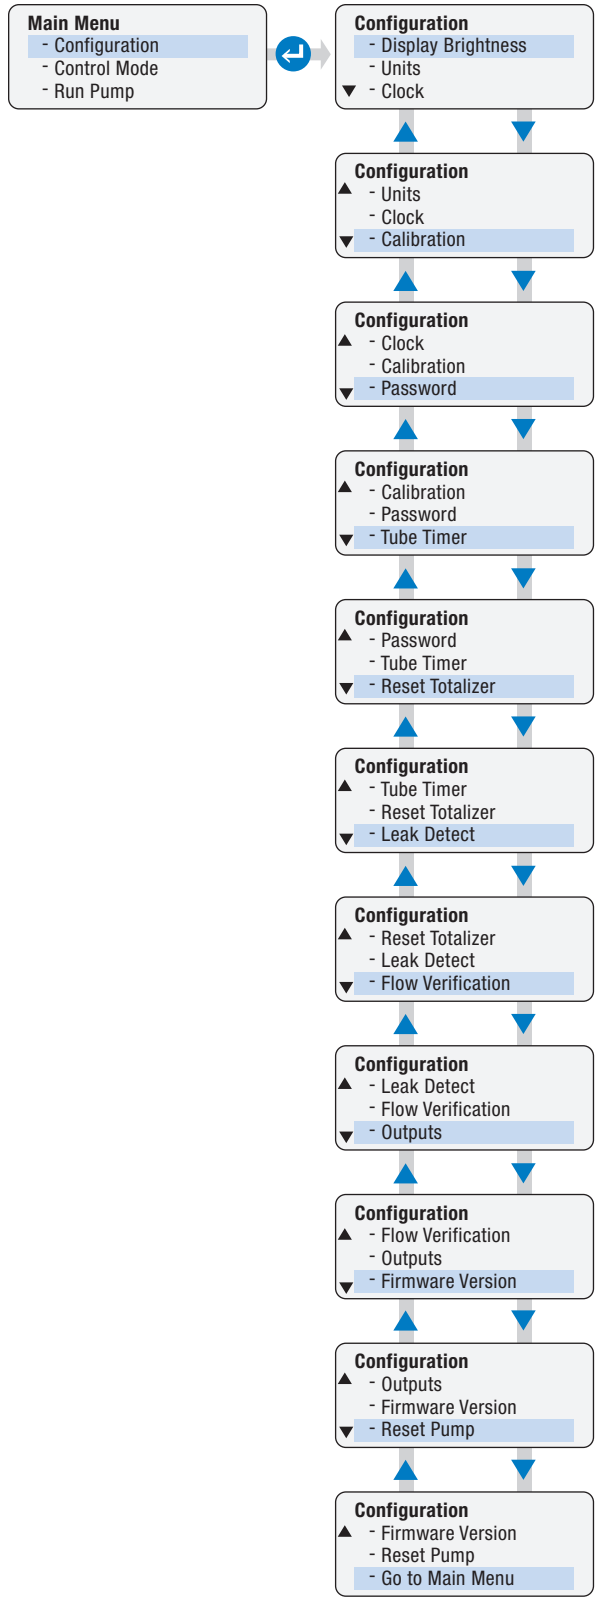 Main Menu
- Configuration
- Control Mode
- Run Pump
Configuration
- Display Brightness
- Units
- Clock
Configuration
- Units
- Clock
- Calibration
Configuration
- Clock
- Calibration
- Password
Configuration
- Calibration
- Password
- Tube Timer
Configuration
- Password
- Tube Timer
- Reset Totalizer
Configuration
- Tube Timer
- Reset Totalizer
- Leak Detect
Configuration
- Reset Totalizer
- Leak Detect
- Flow Verification
Configuration
- Leak Detect
- Flow Verification
- Outputs
Configuration
- Flow Verification
- Outputs
- Firmware Version
Configuration
- Outputs
- Firmware Version
- Reset Pump
Configuration
- Firmware Version
- Reset Pump
- Go to Main Menu